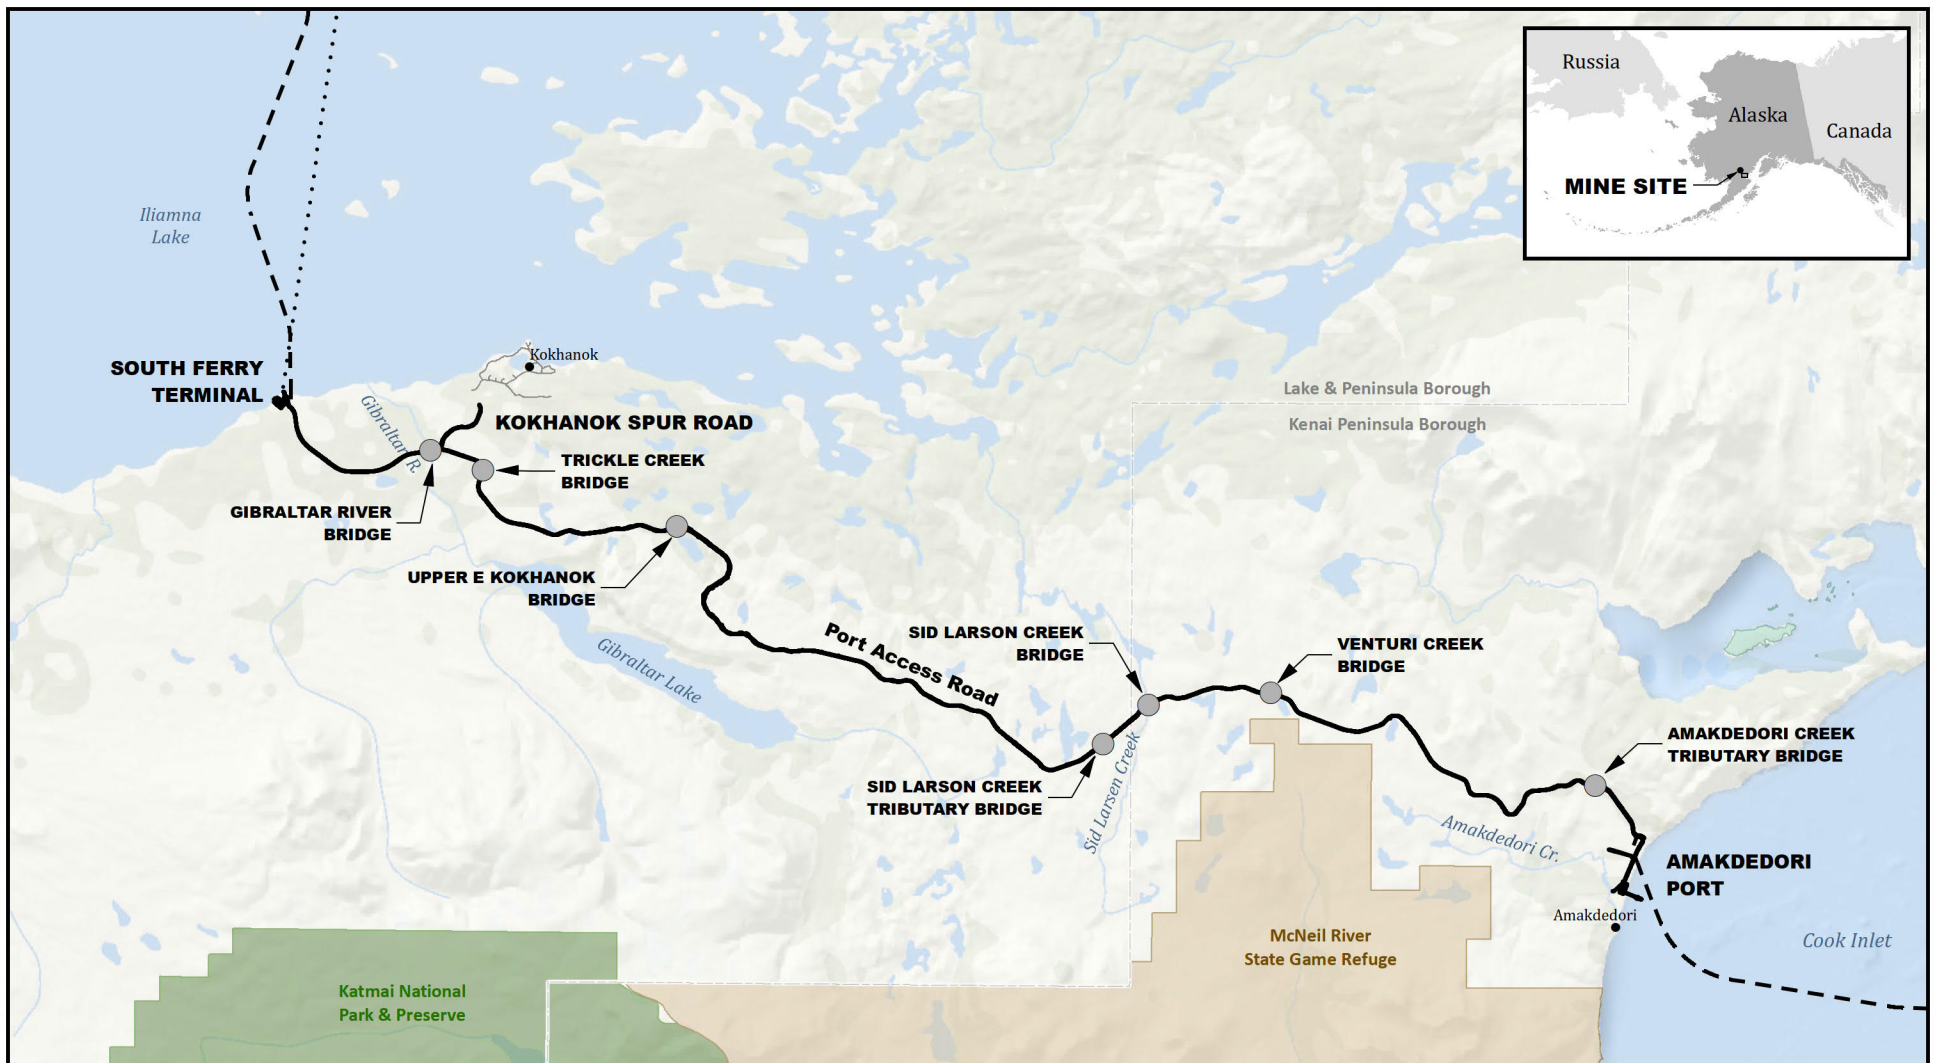 Russia
Alaska
Canada
MINE SITE
Iliamna
Lake
SOUTH FERRY
TERMINAL
Kokhanok
Gibraltar R.
KOKHANOK SPUR ROAD
Lake & Peninsula Borough
Kenai Peninsula Borough
TRICKLE CREEK
BRIDGE
GIBRALTAR RIVER
BRIDGE
UPPER E KOKHANOK
BRIDGE
Gibraltar Lake
Port Access Road
SID LARSON CREEK
BRIDGE
VENTURI CREEK
BRIDGE
SID LARSON CREEK
TRIBUTARY BRIDGE
Sid Larsen Creek
AMAKDEDORI CREEK
TRIBUTARY BRIDGE
Amakdedori Cr.
AMAKDEDORI
PORT
Amakdedori
Cook Inlet
McNeil River
State Game Refuge
Katmai National
Park & Preserve